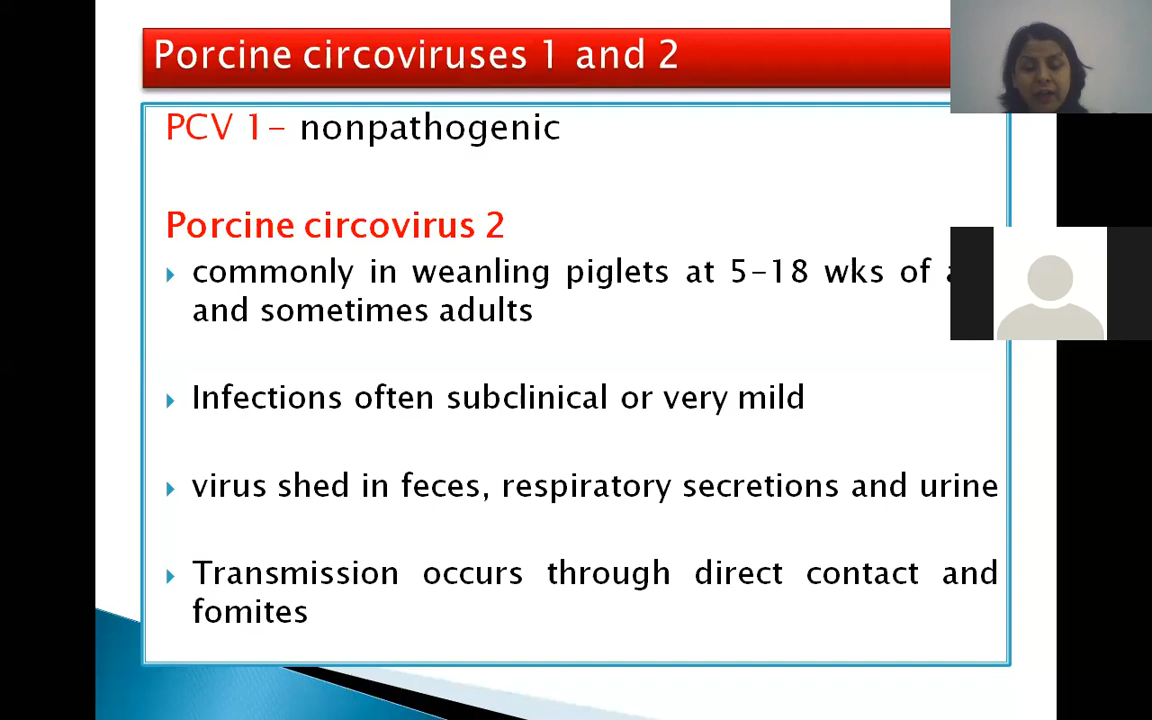 Porcine circoviruses 1 and 2
PCV 1- nonpathogenic
Porcine circovirus 2
commonly in weanling piglets at 5-18 wks of
and sometimes adults
Infections often subclinical or very mild
virus shed in feces, respiratory secretions and urine
Transmission occurs through direct contact and
fomites